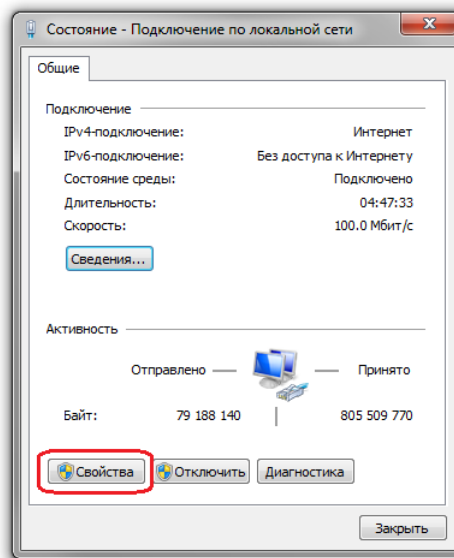 Состояние - Подключение по локальной сети
Общие
Подключение
IPv4-подключение: Интернет
IPv6-подключение: Без доступа к Интернету
Состояние среды: Подключено
Длительность: 04:47:33
Скорость: 100.0 Мбит/с
Сведения...
Активность
Отправлено — — Принято
Байт: 79 188 140 | 805 509 770
Свойства Отключить Диагностика
Закрыть